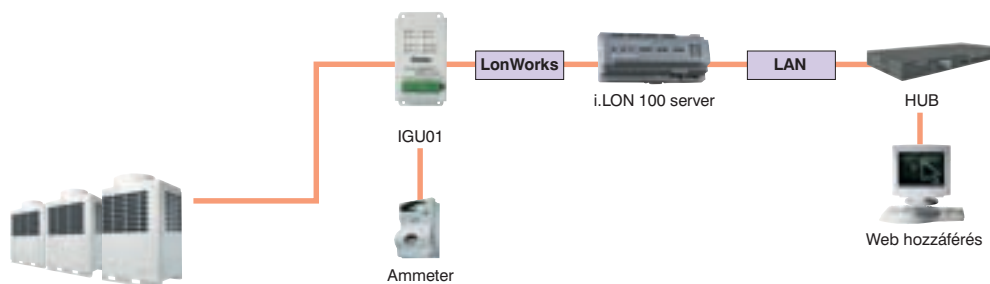 LonWorks
LAN
i.LON 100 server
HUB
IGU01
Web hozzáférés
Ammeter